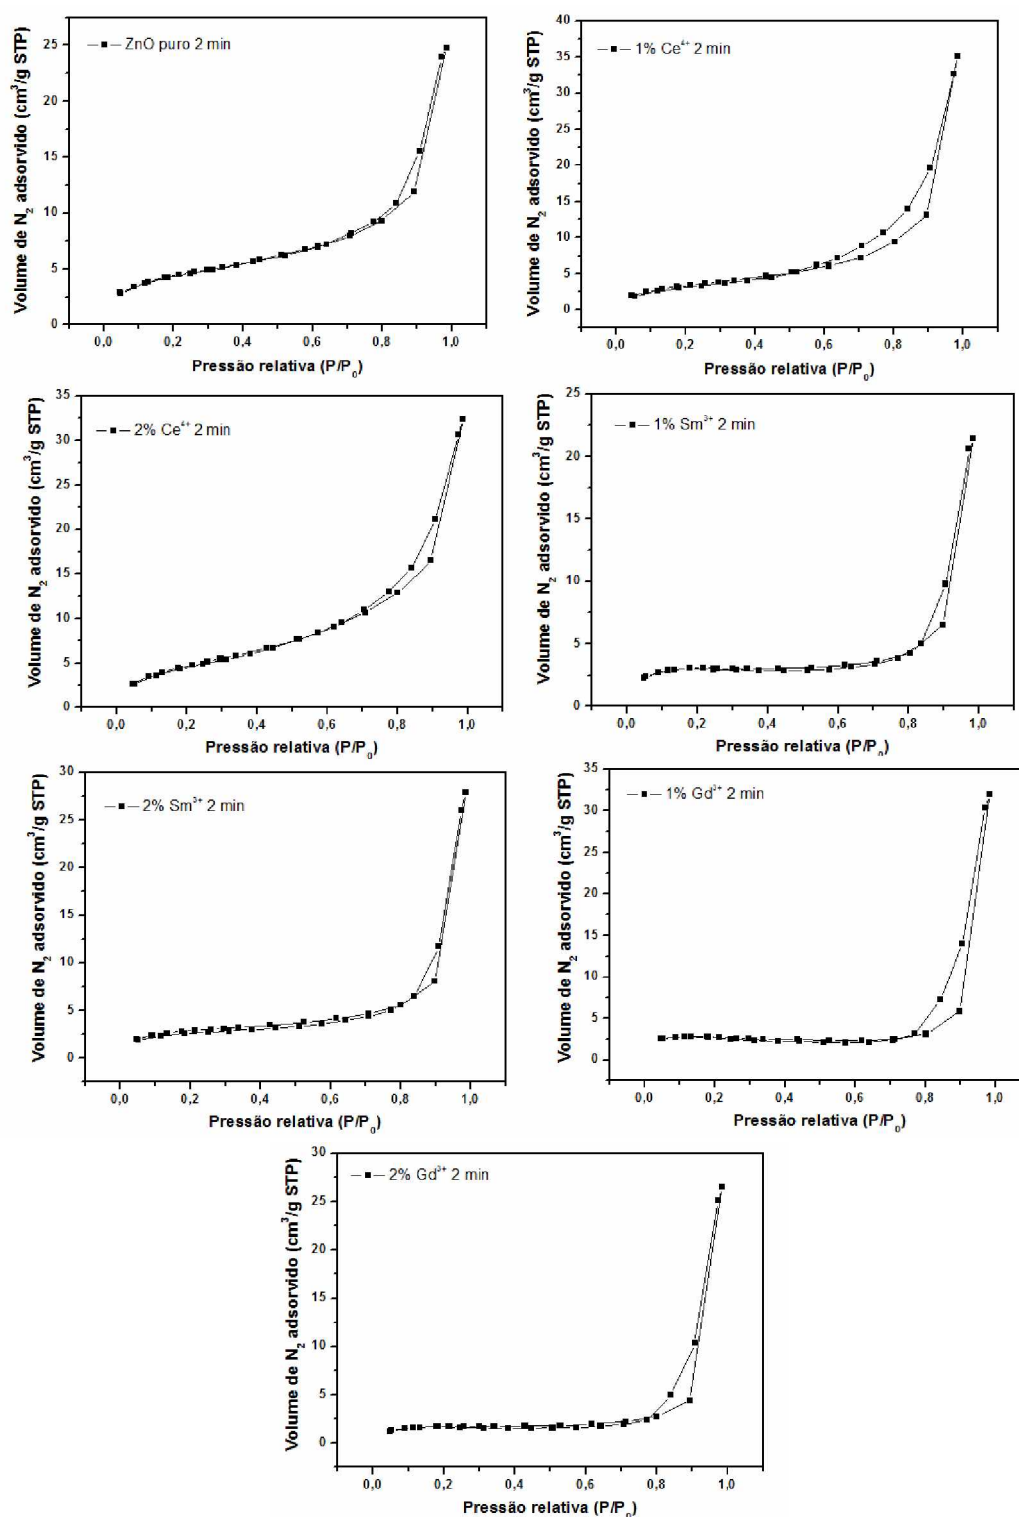 ZnO puro 2 min
Volume de N₂ adsorvido (cm³/g STP)
25
20
15
10
5
0
0,0 0,2 0,4 0,6 0,8 1,0
Pressão relativa (P/P₀)
1% Ce⁴⁺ 2 min
Volume de N₂ adsorvido (cm³/g STP)
40
35
30
25
20
15
10
5
0
0,0 0,2 0,4 0,6 0,8 1,0
Pressão relativa (P/P₀)
2% Ce⁴⁺ 2 min
Volume de N₂ adsorvido (cm³/g STP)
35
30
25
20
15
10
5
0
0,0 0,2 0,4 0,6 0,8 1,0
Pressão relativa (P/P₀)
1% Sm³⁺ 2 min
Volume de N₂ adsorvido (cm³/g STP)
25
20
15
10
5
0
0,0 0,2 0,4 0,6 0,8 1,0
Pressão relativa (P/P₀)
2% Sm³⁺ 2 min
Volume de N₂ adsorvido (cm³/g STP)
30
25
20
15
10
5
0
0,0 0,2 0,4 0,6 0,8 1,0
Pressão relativa (P/P₀)
1% Gd³⁺ 2 min
Volume de N₂ adsorvido (cm³/g STP)
35
30
25
20
15
10
5
0
0,0 0,2 0,4 0,6 0,8 1,0
Pressão relativa (P/P₀)
2% Gd³⁺ 2 min
Volume de N₂ adsorvido (cm³/g STP)
30
25
20
15
10
5
0
0,0 0,2 0,4 0,6 0,8 1,0
Pressão relativa (P/P₀)